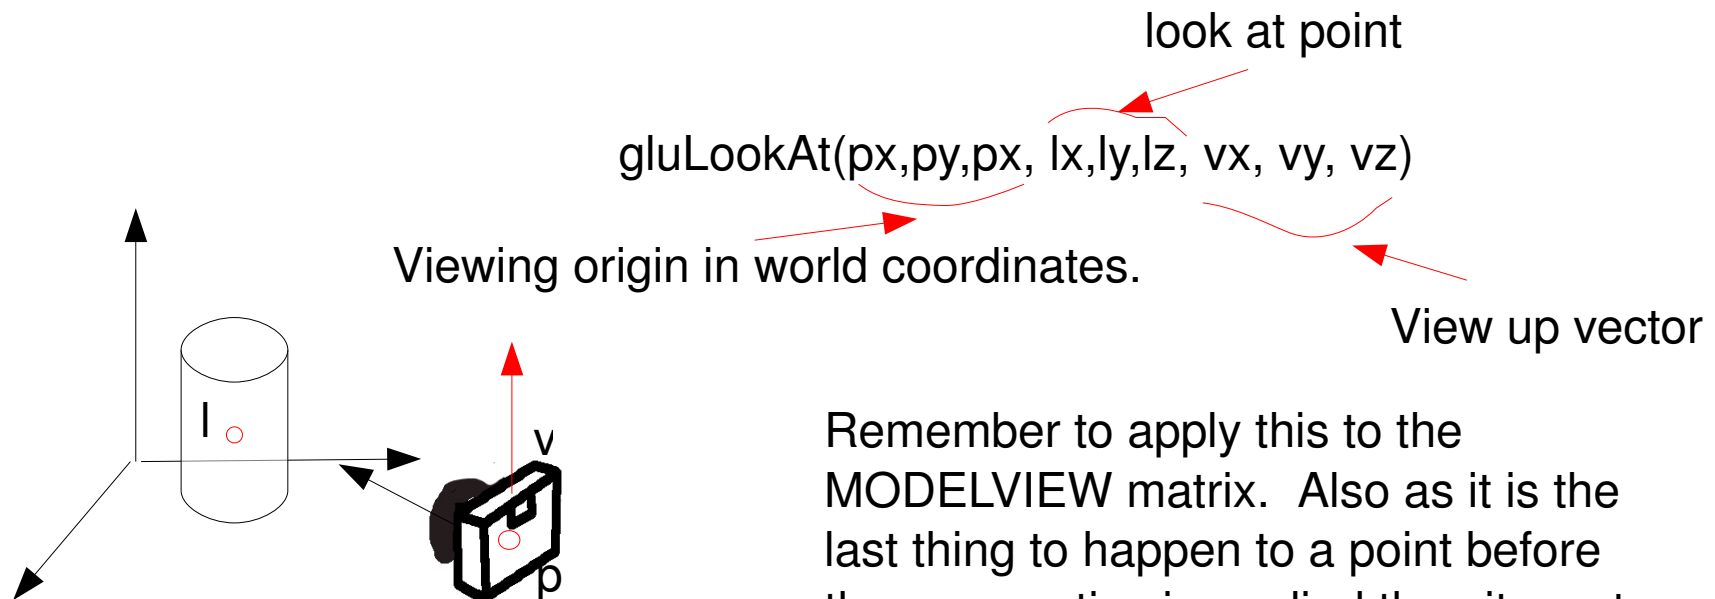 look at point
gluLookAt(px,py,px, lx,ly,lz, vx, vy, vz)
Viewing origin in world coordinates.
View up vector
l
v
p
Remember to apply this to the
MODELVIEW matrix.  Also as it is the
last thing to happen to a point before